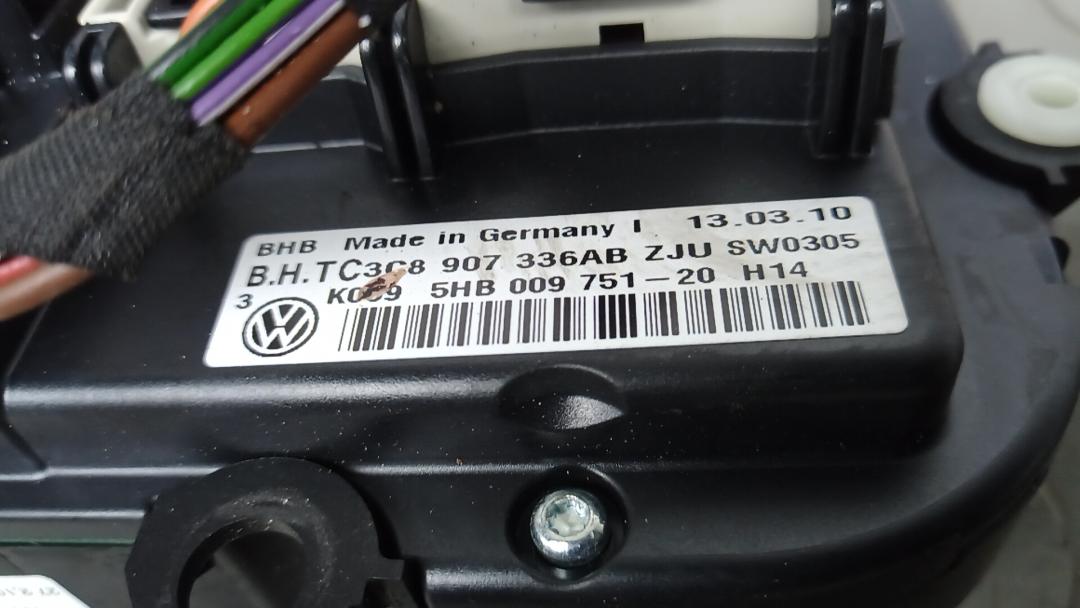 BHB Made in Germany I 13.03.10
B.H.TC3C8 907 336AB ZJU SW0305
3 K009 5HB 009 751-20 H14